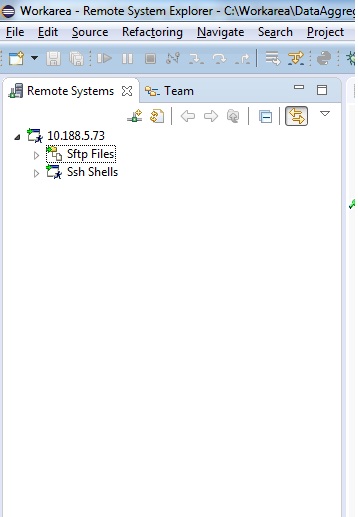 Workarea - Remote System Explorer - C:\Workarea\DataAggre
File Edit Source Refactoring Navigate Search Project
Remote Systems Team
10.188.5.73
Sftp Files
Ssh Shells